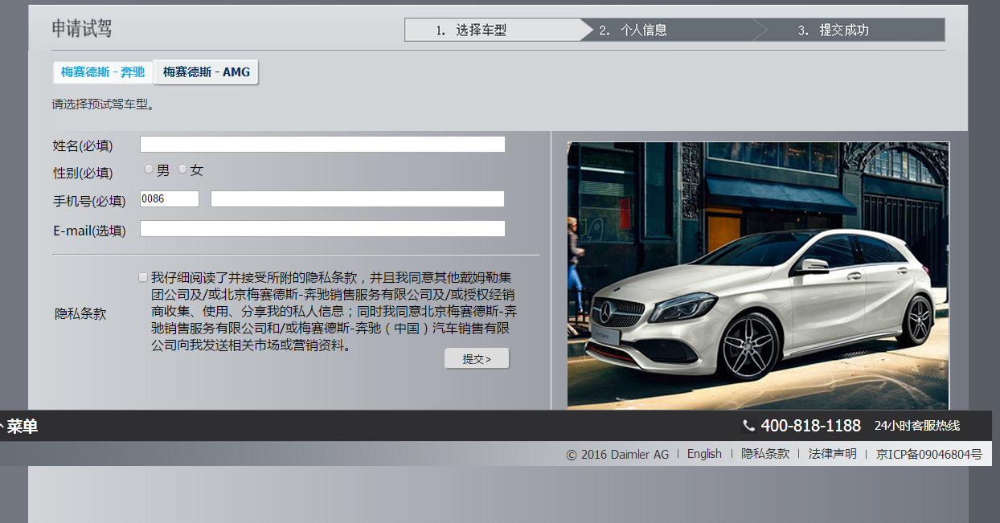 申请试驾
1. 选择车型
2. 个人信息
3. 提交成功
梅赛德斯 - 奔驰
梅赛德斯 - AMG
请选择预试驾车型。
姓名(必填)
性别(必填)
男
女
手机号(必填)
0086
E-mail(选填)
隐私条款
我仔细阅读了并接受所附的隐私条款，并且我同意其他戴姆勒集
团公司及/或北京梅赛德斯-奔驰销售服务有限公司及/或授权经销
商收集、使用、分享我的私人信息；同时我同意北京梅赛德斯-奔
驰销售服务有限公司和/或梅赛德斯-奔驰（中国）汽车销售有限
公司向我发送相关市场或营销资料。
提交>
菜单
400-818-1188
24小时客服热线
© 2016 Daimler AG
English
隐私条款
法律声明
京ICP备09046804号